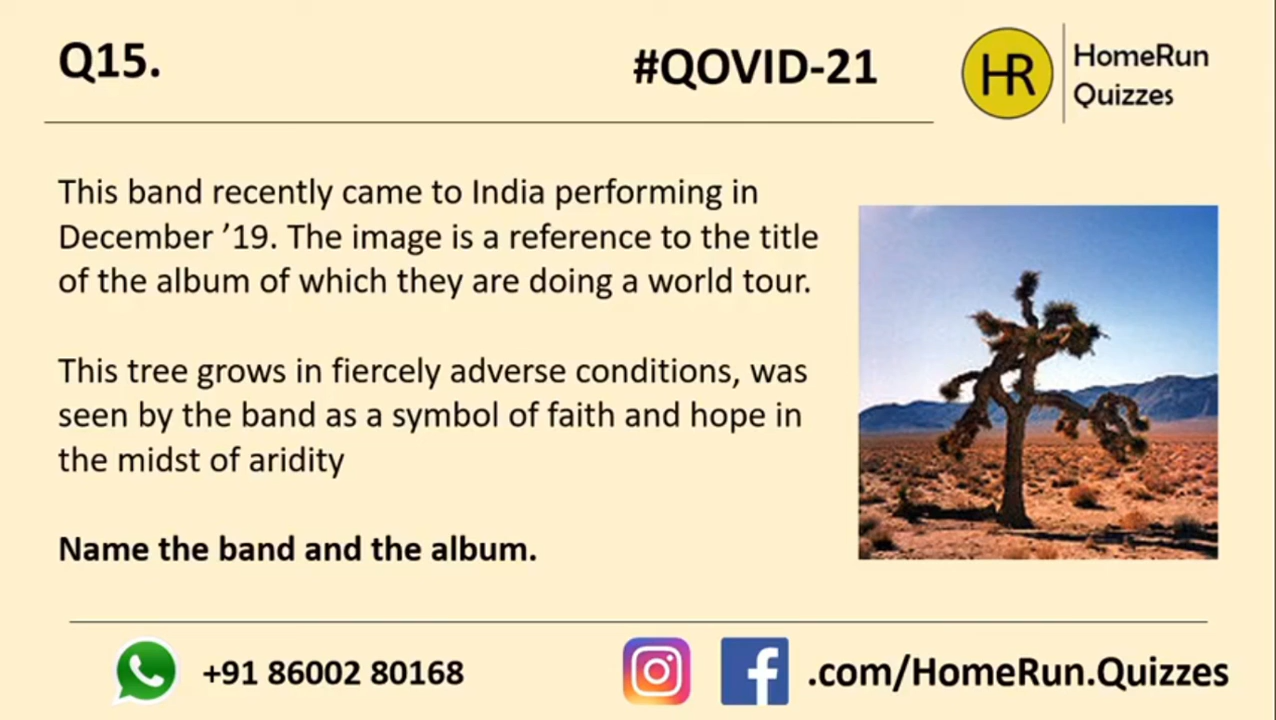 Q15.
#QOVID-21
HR
HomeRun
Quizzes
This band recently came to India performing in
December ’19. The image is a reference to the title
of the album of which they are doing a world tour.
This tree grows in fiercely adverse conditions, was
seen by the band as a symbol of faith and hope in
the midst of aridity
Name the band and the album.
+91 86002 80168
.com/HomeRun.Quizzes